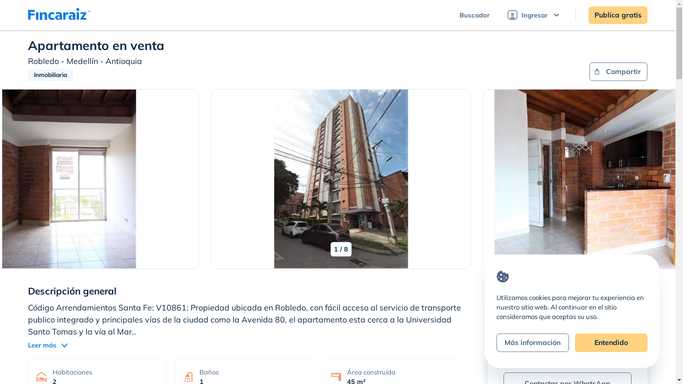 Fincaraiz
Buscador
Ingresar
Publica gratis
Apartamento en venta
Robledo - Medellín - Antioquia
Inmobiliaria
Compartir
1 / 8
Descripción general
Código Arrendamientos Santa Fe: V10861: Propiedad ubicada en Robledo, con fácil acceso al servicio de transporte
publico integrado y principales vías de la ciudad como la Avenida 80, el apartamento esta cerca a la Universidad
Santo Tomas y la vía al Mar...
Leer más
Habitaciones
2
Baños
1
Área construida
45 m²
Utilizamos cookies para mejorar tu experiencia en
nuestro sitio web. Al continuar en el sitio
consideramos que aceptas su uso.
Más información
Entendido
Contactar por WhatsApp